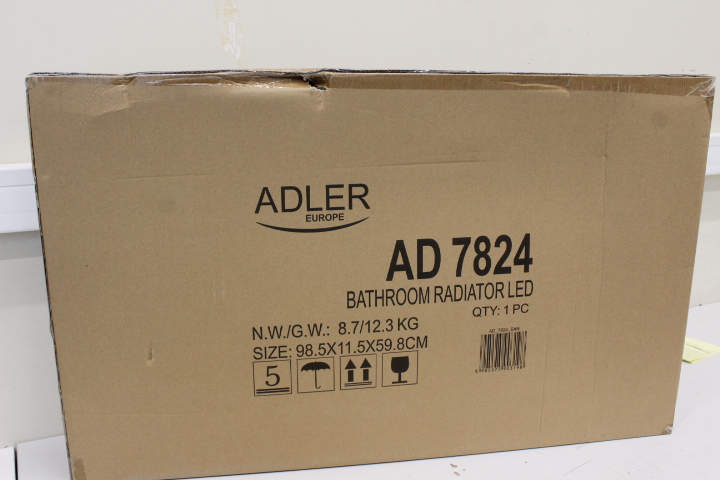 ADLER
EUROPE
AD 7824
BATHROOM RADIATOR LED
QTY: 1 PC
N.W./G.W.: 8.7/12.3 KG
SIZE: 98.5X11.5X59.8CM
5